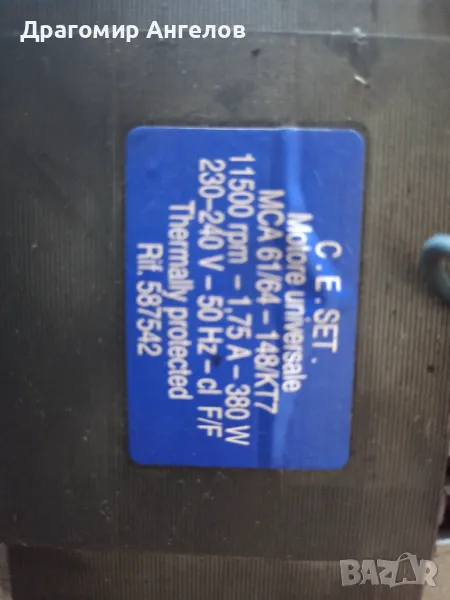 Драгомир Ангелов
C.E.SET.
Motore universale
MCA 61/64 - 148/KT7
11500 rpm - 1,75 A - 380 W
230-240 V - 50 Hz - cl F/F
Thermally protected
Rif. 587542
BAZAR